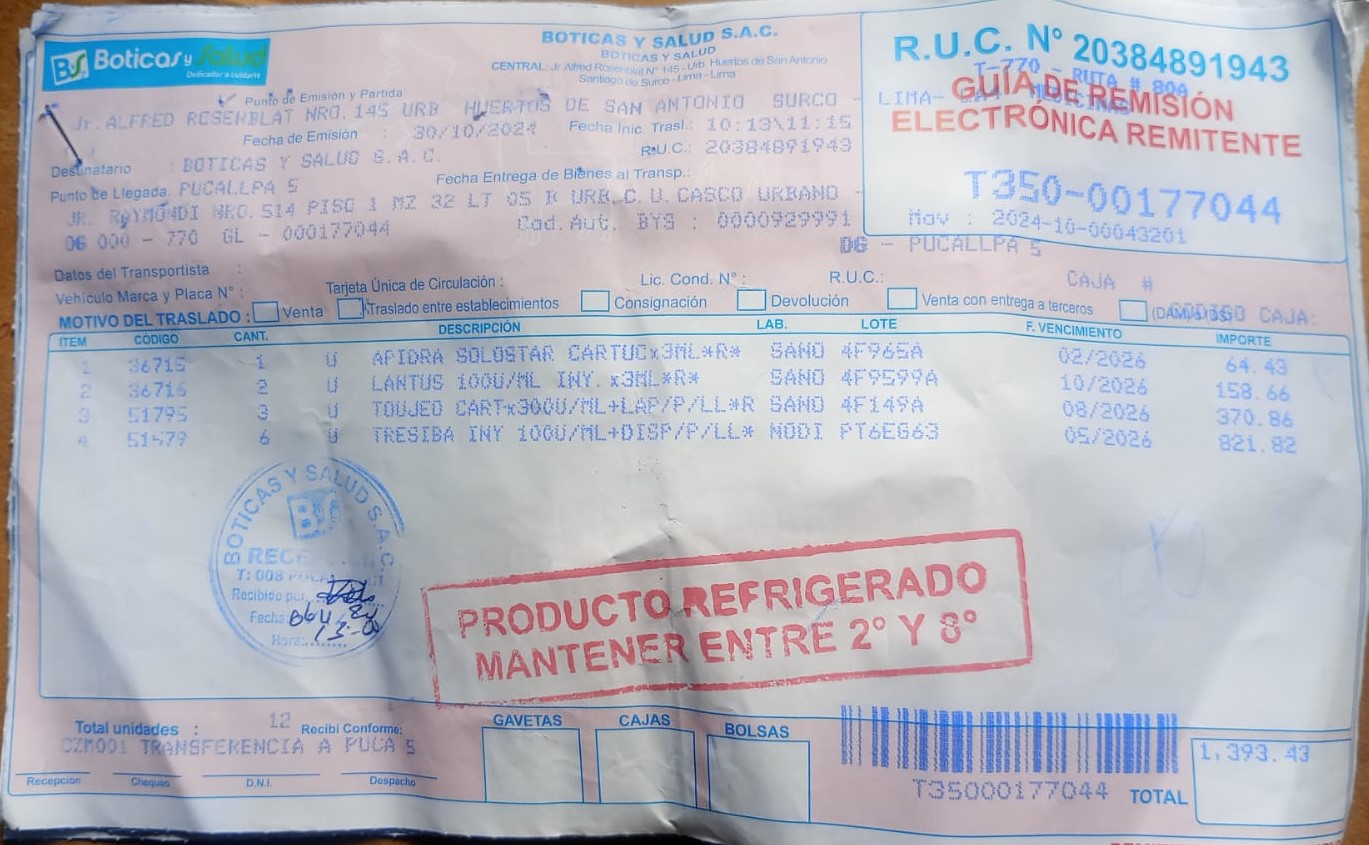 BS Boticas y Salud
Dedicados a cuidarte
BOTICAS Y SALUD S.A.C.
BOTICAS Y SALUD
CENTRAL: Jr. Alfred Rosenblat N° 145 - Urb. Huertos de San Antonio
Santiago de Surco - Lima - Lima
R.U.C. N° 20384891943
T-770 - RUTA # 80A
LIMA-
GUÍA DE REMISIÓN
ELECTRÓNICA REMITENTE
T350-00177044
Mov : 2024-10-00043201
Punto de Emisión y Partida
Jr. ALFRED ROSENBLAT NRO. 145 URB HUERTOS DE SAN ANTONIO SURCO -
Fecha de Emisión : 30/10/2024 Fecha Inic. Trasl.: 10:13\11:15
Destinatario : BOTICAS Y SALUD S.A.C. R.U.C.: 20384891943
Punto de Llegada: PUCALLPA 5 Fecha Entrega de Bienes al Transp.:
JR. RAYMONDI NRO. 514 PISO 1 MZ 32 LT 05 R URB. C.U. CASCO URBANO -
DG 000 - 770 GL - 000177044 Cod. Aut. BYS : 0000929991
DG - PUCALLPA 5
Datos del Transportista :
Vehículo Marca y Placa N° : Tarjeta Única de Circulación : Lic. Cond. N° : R.U.C.: CAJA #
MOTIVO DEL TRASLADO : Venta Traslado entre establecimientos Consignación Devolución Venta con entrega a terceros CODIGO CAJA:
ITEM CÓDIGO CANT. DESCRIPCIÓN LAB. LOTE F. VENCIMIENTO IMPORTE
1 36715 1 U APIDRA SOLOSTAR CARTUCx3ML*R* SANO 4F965A 02/2026 64.43
2 36716 2 U LANTUS 100U/ML INY. x3ML*R* SANO 4F9599A 10/2026 158.66
3 51795 3 U TOUJEO CARTx300U/ML+LAP/P/LL*R SANO 4F149A 08/2026 370.86
4 51579 6 U TRESIBA INY 100U/ML+DISP/P/LL* NODI PT6EG63 05/2026 821.82
BOTICAS Y SALUD S.A.C.
T: 008
Recibido por:
Fecha:
Hora:
PRODUCTO REFRIGERADO
MANTENER ENTRE 2° Y 8°
Total unidades : 12 Recibí Conforme:
CZM001 TRANSFERENCIA A PUCA 5
Recepción Chequeo D.N.I. Despacho
GAVETAS CAJAS BOLSAS
T35000177044
TOTAL 1,393.43